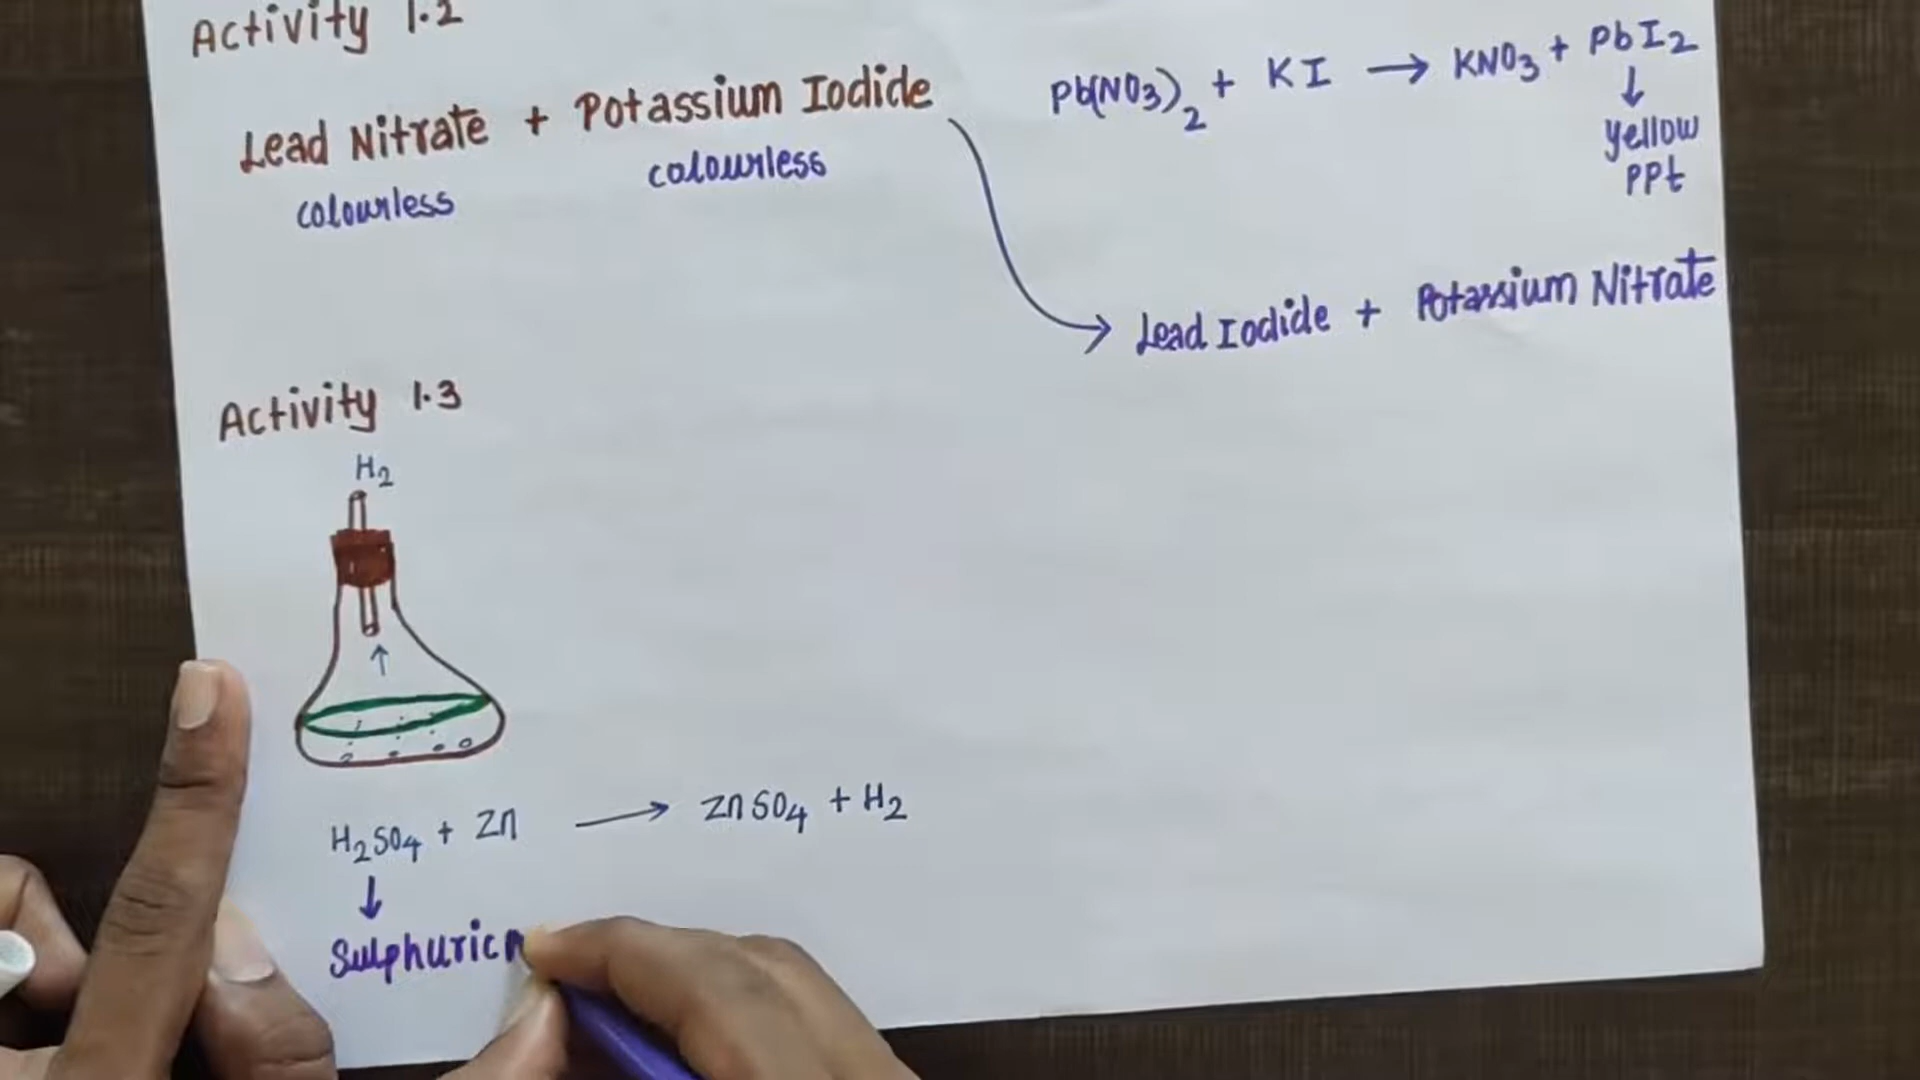 Activity 1.2
Lead Nitrate + Potassium Iodide
colourless
colourless
Pb(NO3)2 + KI → KNO3 + PbI2
↓
Yellow
PPt
Lead Iodide + Potassium Nitrate
Activity 1.3
H2
↑
H2SO4 + Zn → ZnSO4 + H2
↓
Sulphuric